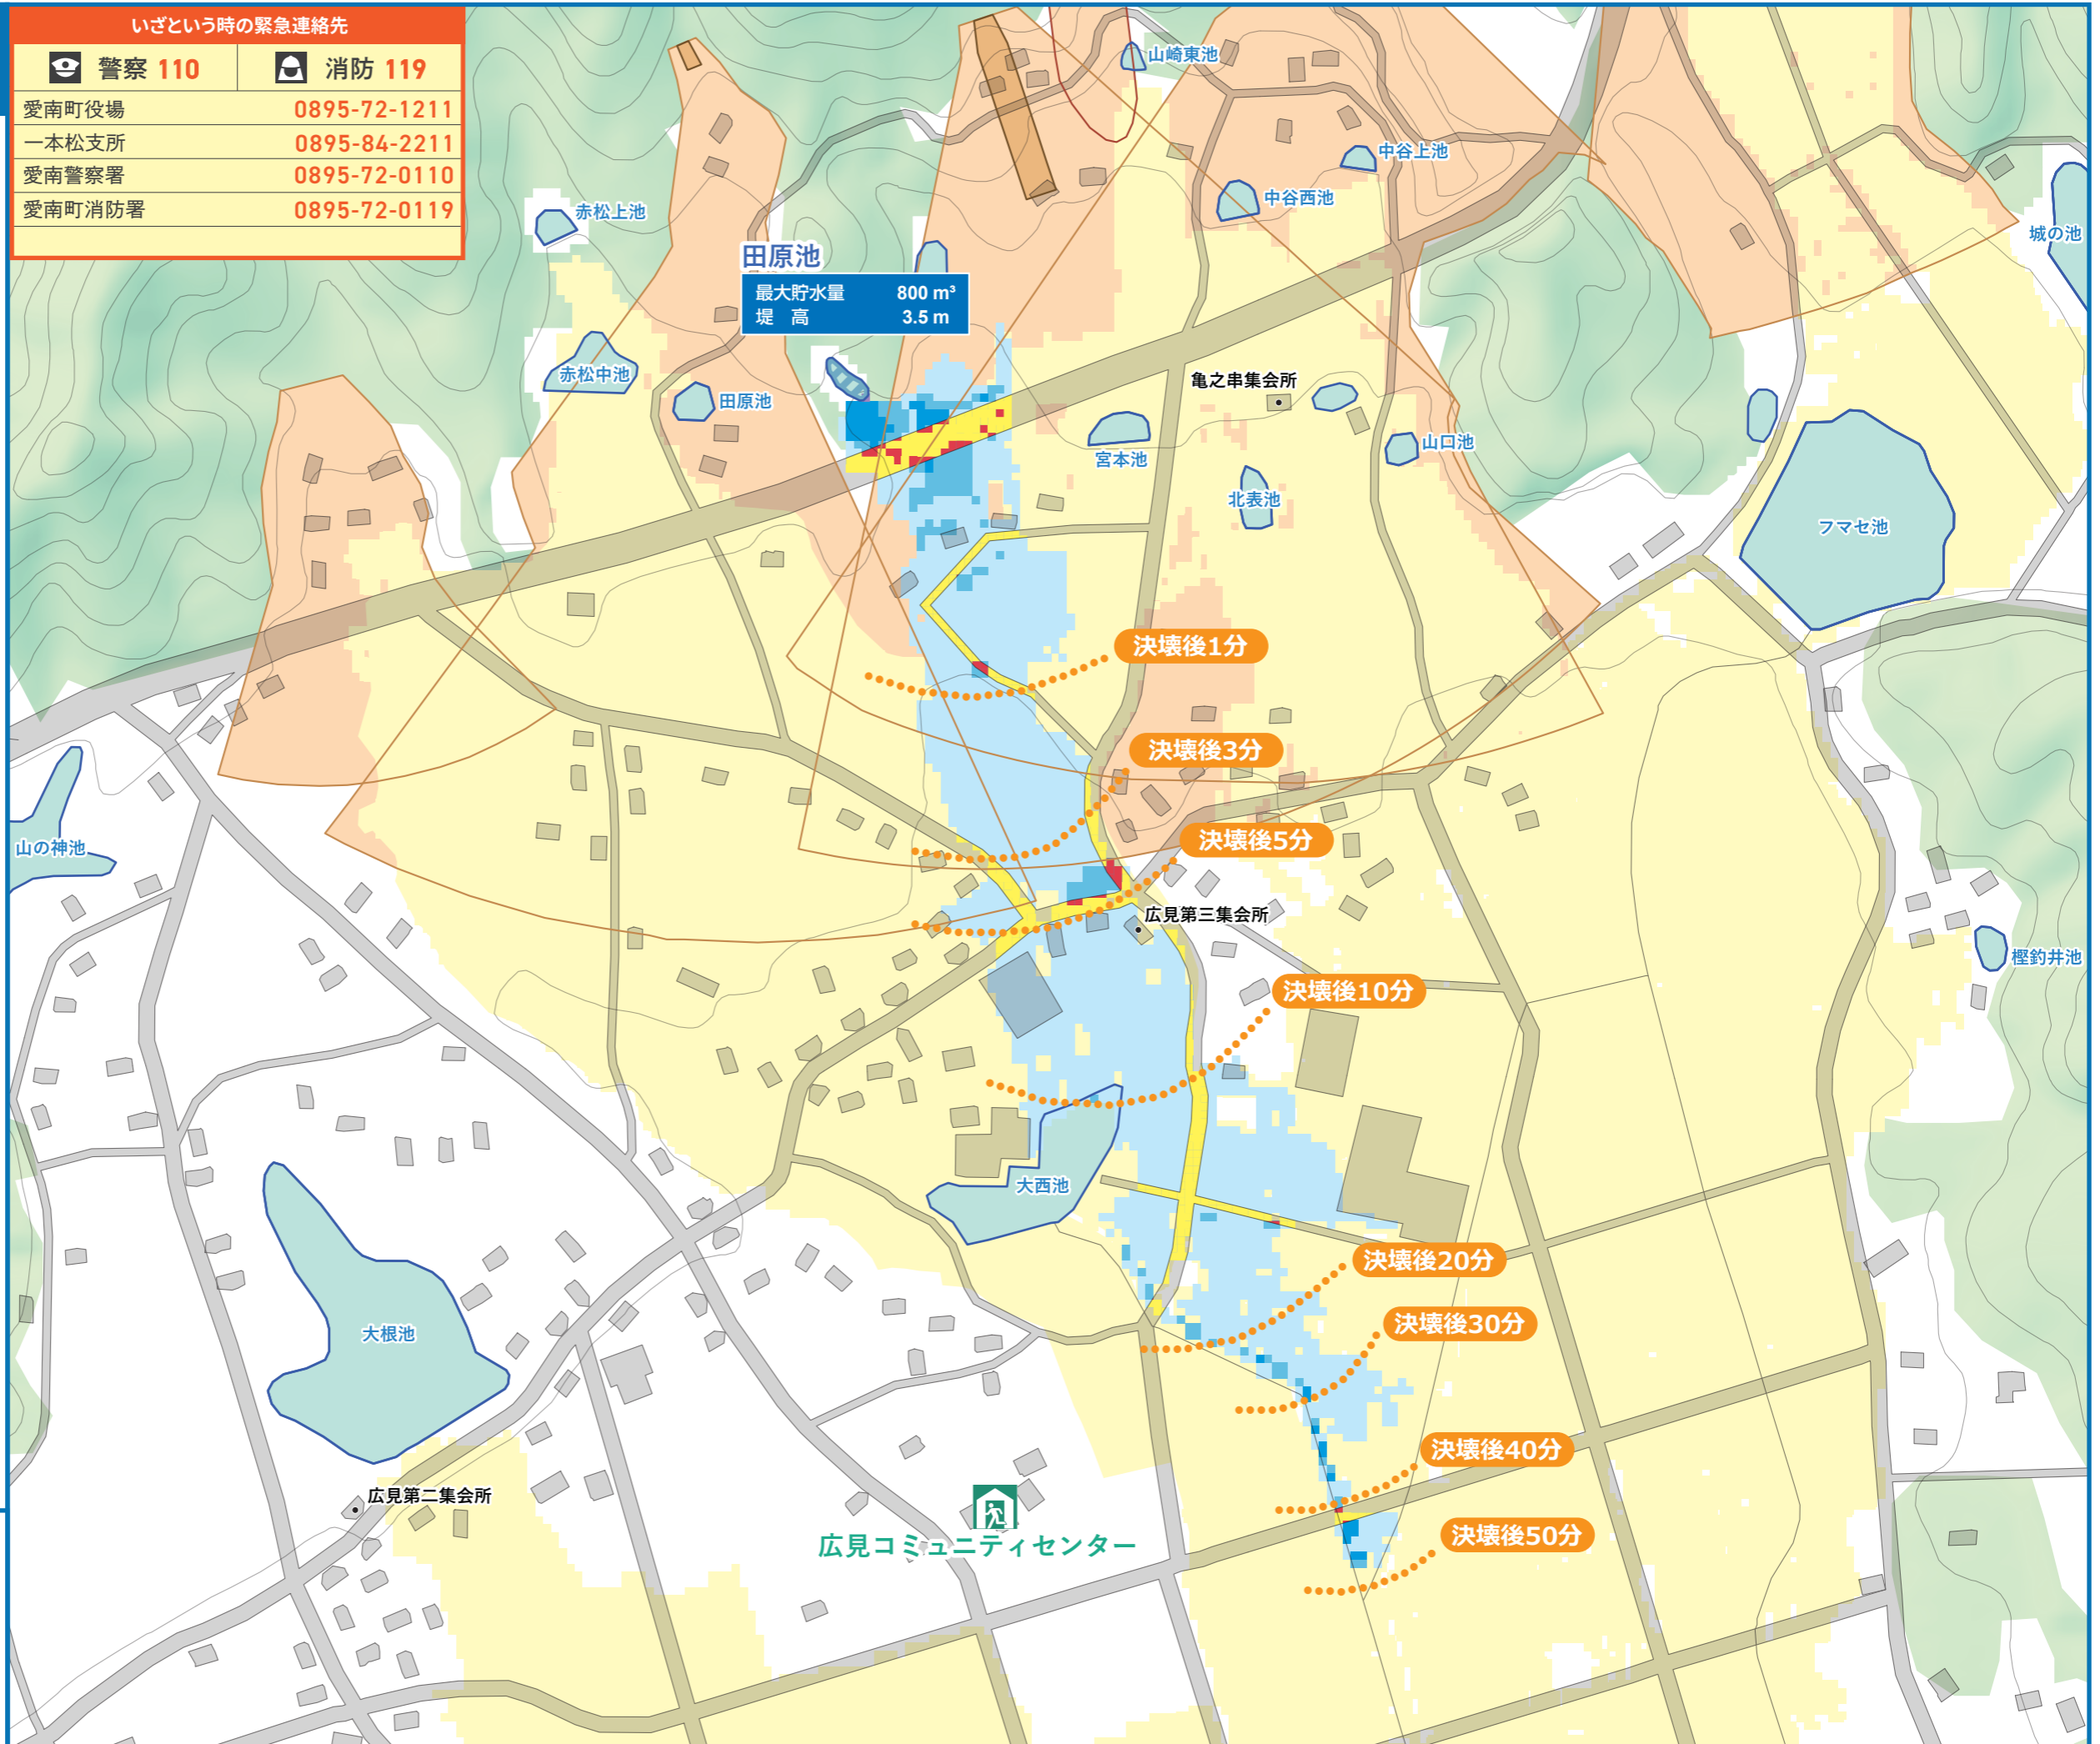 いざという時の緊急連絡先
警察 110
消防 119
愛南町役場 0895-72-1211
一本松支所 0895-84-2211
愛南警察署 0895-72-0110
愛南町消防署 0895-72-0119
山崎東池
中谷上池
中谷西池
赤松上池
城の池
田原池
最大貯水量 800 m³
堤 高 3.5 m
赤松中池
田原池
亀之串集会所
宮本池
山口池
北表池
フマセ池
決壊後1分
決壊後3分
決壊後5分
山の神池
広見第三集会所
樫釣井池
決壊後10分
大西池
決壊後20分
決壊後30分
大根池
決壊後40分
広見第二集会所
決壊後50分
広見コミュニティセンター